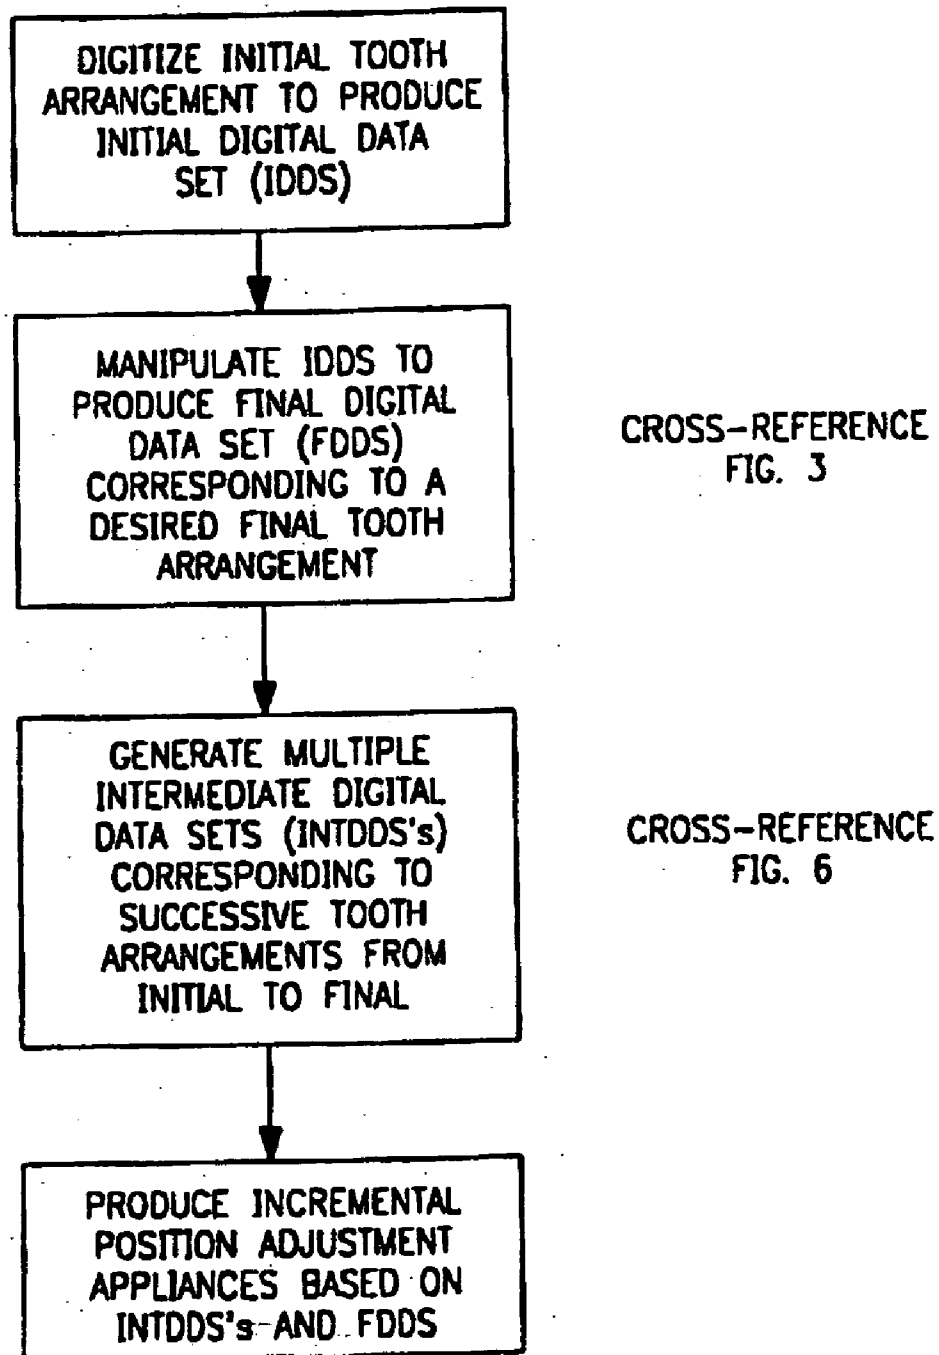 DIGITIZE INITIAL TOOTH
ARRANGEMENT TO PRODUCE
INITIAL DIGITAL DATA
SET (IDDS)
MANIPULATE IDDS TO
PRODUCE FINAL DIGITAL
DATA SET (FDDS)
CORRESPONDING TO A
DESIRED FINAL TOOTH
ARRANGEMENT
CROSS-REFERENCE
FIG. 3
GENERATE MULTIPLE
INTERMEDIATE DIGITAL
DATA SETS (INTDDS's)
CORRESPONDING TO
SUCCESSIVE TOOTH
ARRANGEMENTS FROM
INITIAL TO FINAL
CROSS-REFERENCE
FIG. 6
PRODUCE INCREMENTAL
POSITION ADJUSTMENT
APPLIANCES BASED ON
INTDDS's AND FDDS